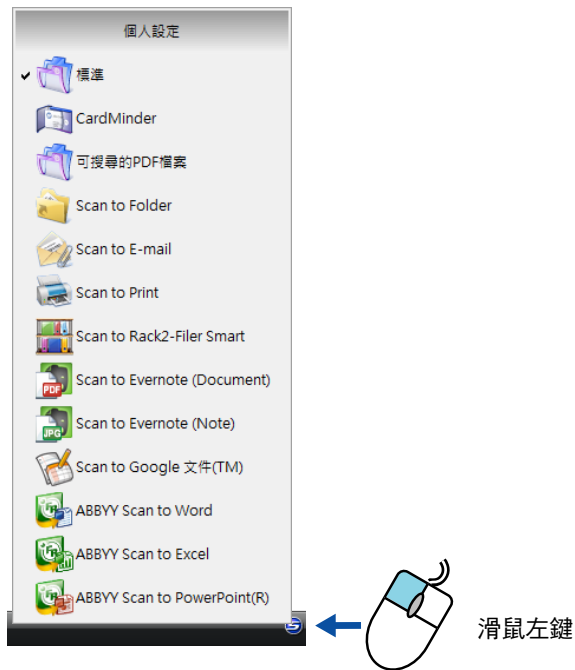 個人設定
標準
CardMinder
可搜尋的PDF檔案
Scan to Folder
Scan to E-mail
Scan to Print
Scan to Rack2-Filer Smart
PDF
Scan to Evernote (Document)
JPG
Scan to Evernote (Note)
Scan to Google 文件(TM)
ABBYY Scan to Word
ABBYY Scan to Excel
ABBYY Scan to PowerPoint(R)
滑鼠左鍵